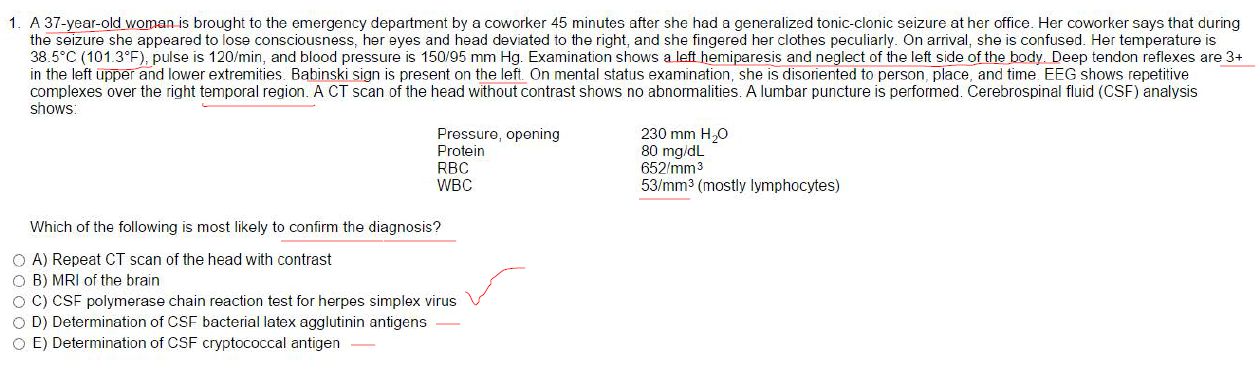 1. A 37-year-old woman is brought to the emergency department by a coworker 45 minutes after she had a generalized tonic-clonic seizure at her office. Her coworker says that during
the seizure she appeared to lose consciousness, her eyes and head deviated to the right, and she fingered her clothes peculiarly. On arrival, she is confused. Her temperature is
38.5°C (101.3°F), pulse is 120/min, and blood pressure is 150/95 mm Hg. Examination shows a left hemiparesis and neglect of the left side of the body. Deep tendon reflexes are 3+
in the left upper and lower extremities. Babinski sign is present on the left. On mental status examination, she is disoriented to person, place, and time. EEG shows repetitive
complexes over the right temporal region. A CT scan of the head without contrast shows no abnormalities. A lumbar puncture is performed. Cerebrospinal fluid (CSF) analysis
shows:
Pressure, opening 230 mm H₂O
Protein 80 mg/dL
RBC 652/mm³
WBC 53/mm³ (mostly lymphocytes)
Which of the following is most likely to confirm the diagnosis?
A) Repeat CT scan of the head with contrast
B) MRI of the brain
C) CSF polymerase chain reaction test for herpes simplex virus
D) Determination of CSF bacterial latex agglutinin antigens
E) Determination of CSF cryptococcal antigen